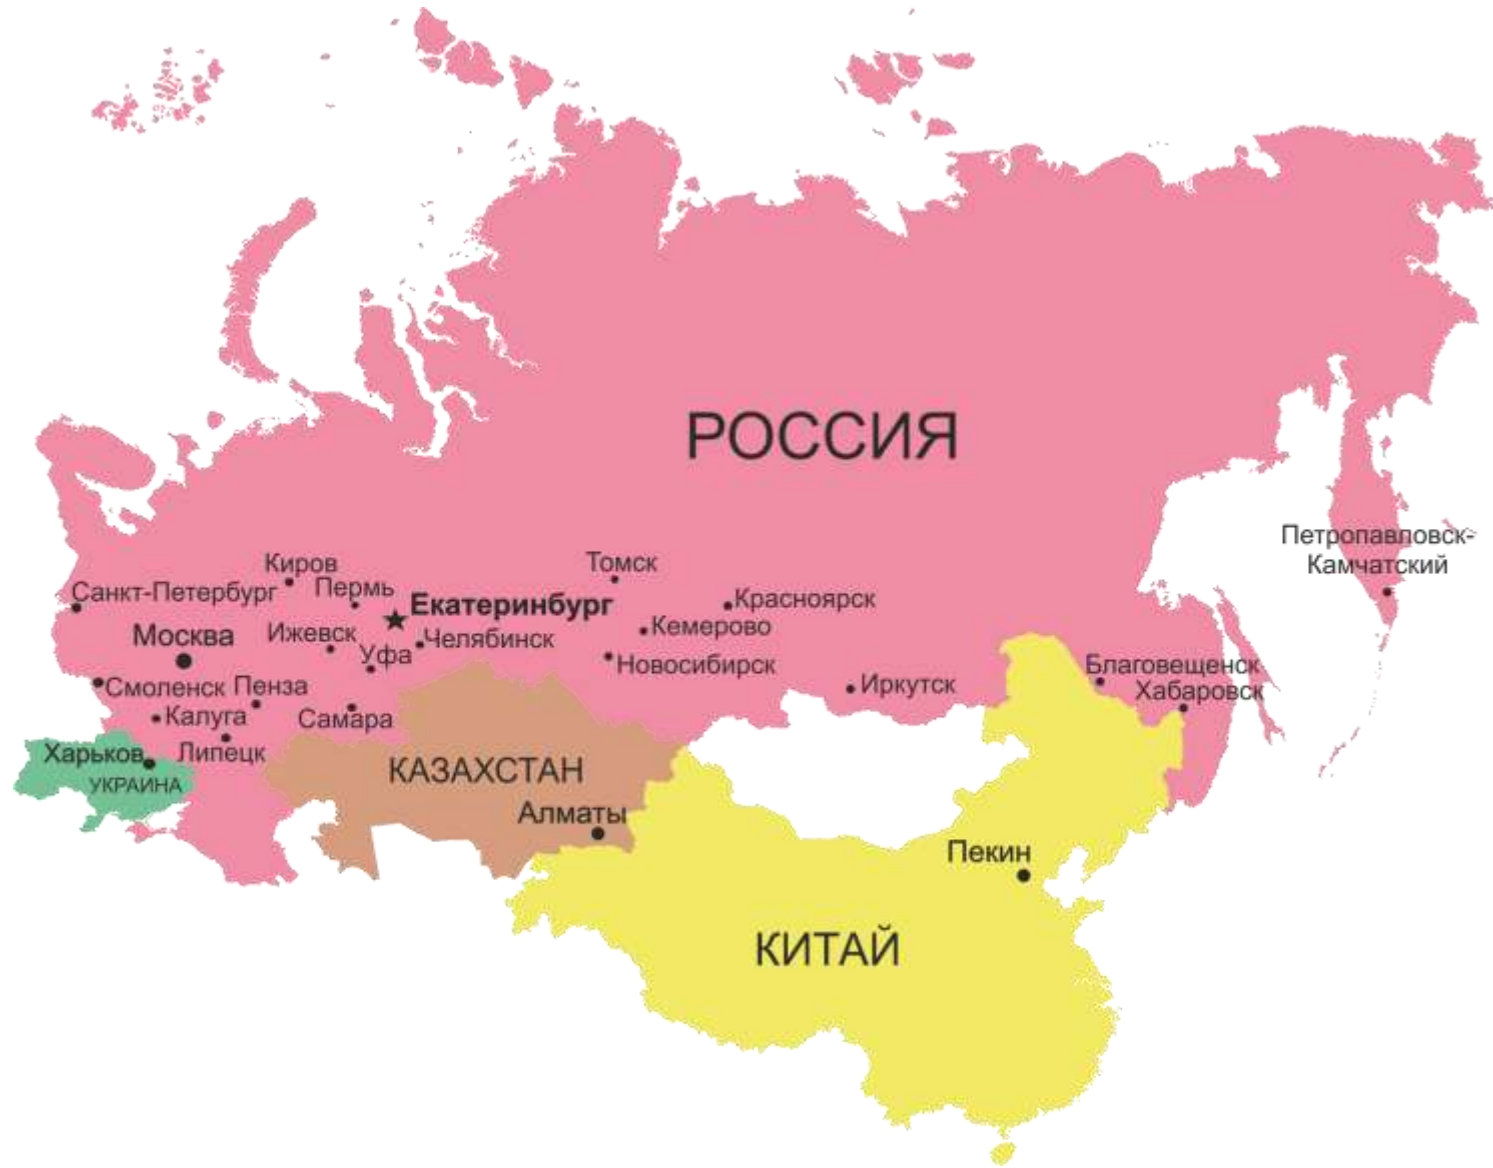 РОССИЯ
Петропавловск-
Камчатский
Киров
Томск
Санкт-Петербург
Пермь
Екатеринбург
Красноярск
Москва
Ижевск
Челябинск
Кемерово
Уфа
Новосибирск
Благовещенск
Смоленск
Пенза
Иркутск
Хабаровск
Калуга
Самара
Харьков
Липецк
КАЗАХСТАН
УКРАИНА
Алматы
Пекин
КИТАЙ